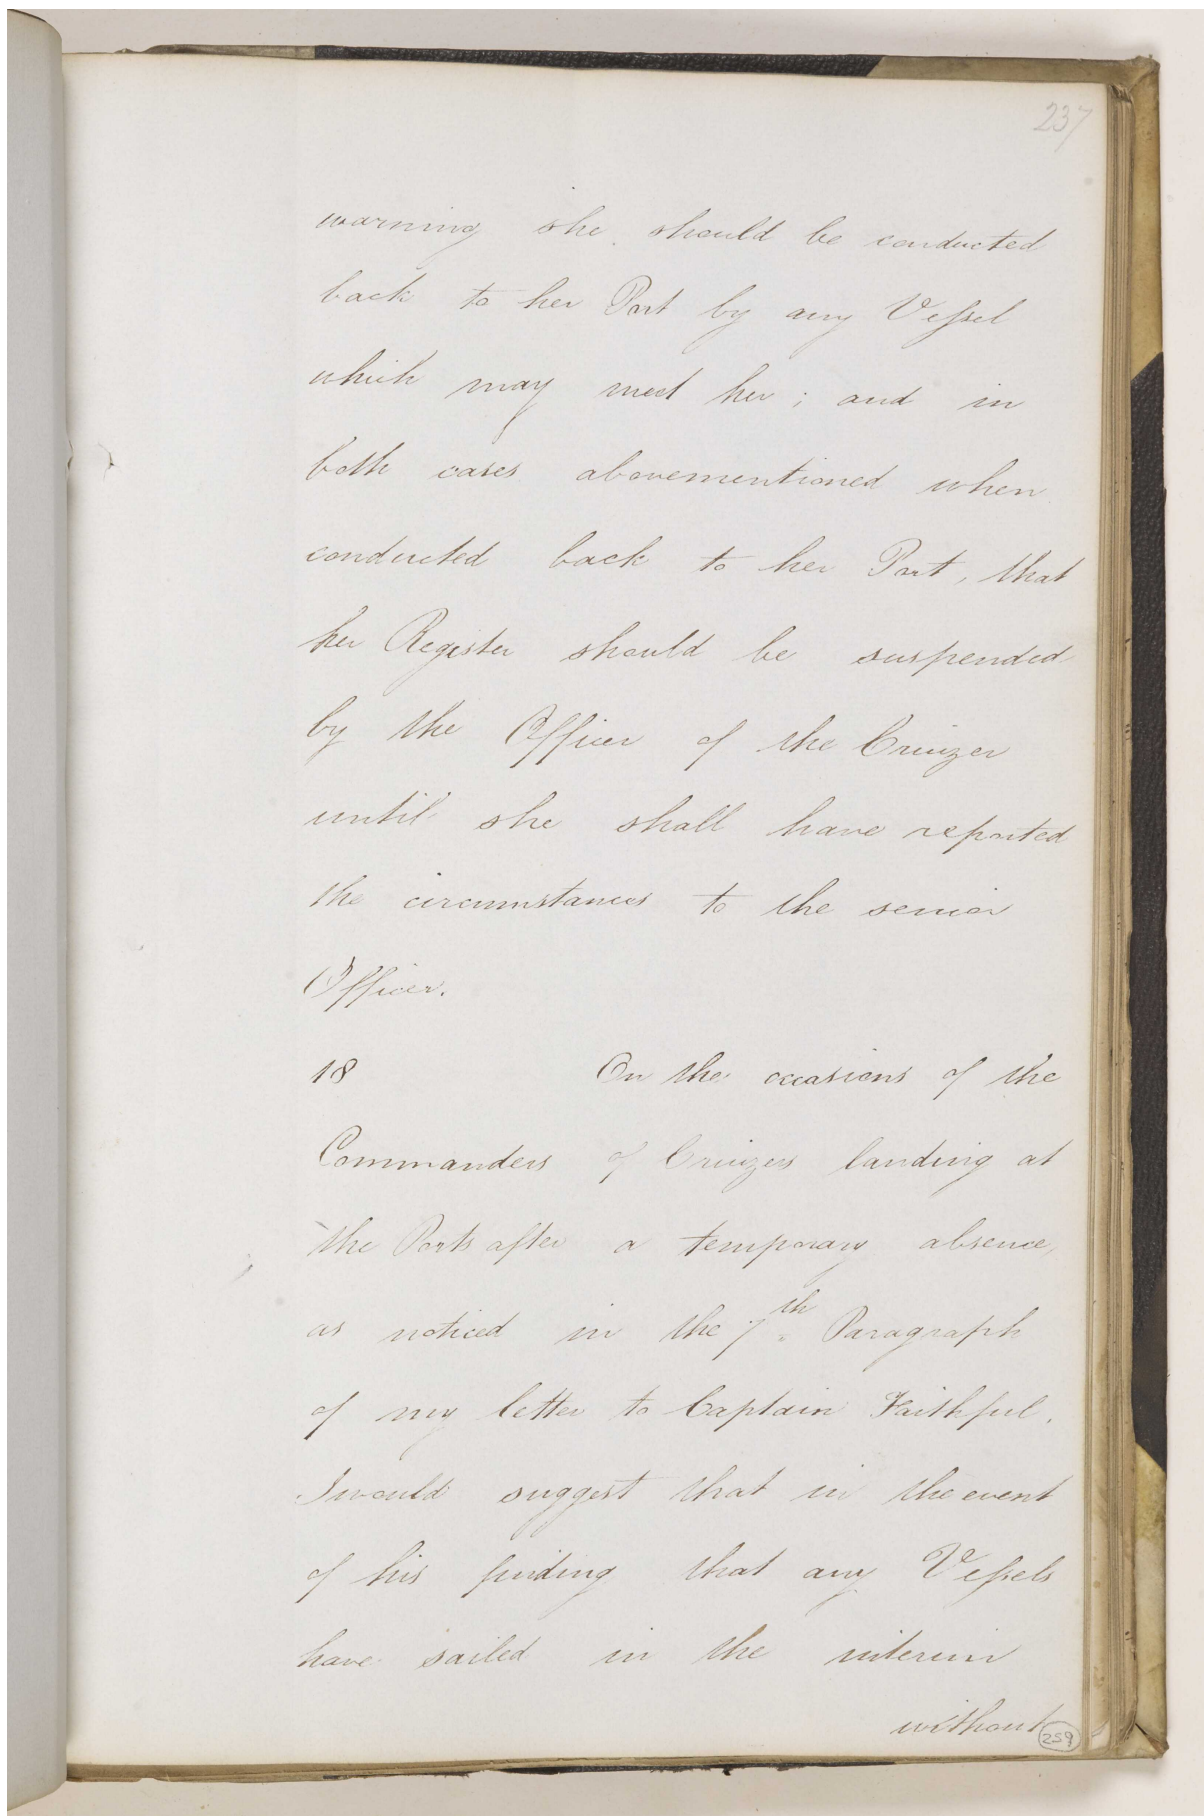 237
warning she should be conducted
back to her Port by any Vessel
which may meet her; and in
both cases abovementioned when
conducted back to her Port, that
her Register should be suspended
by the Officer of the Cruizer
until she shall have reported
the circumstances to the senior
Officer.
18 On the occasions of the
Commanders of Cruizers landing at
the Ports after a temporary absence,
as noticed in the 7th Paragraph
of my letter to Captain Faithful.
I would suggest that in the event
of his finding that any Vessels
have sailed in the interim
without
259